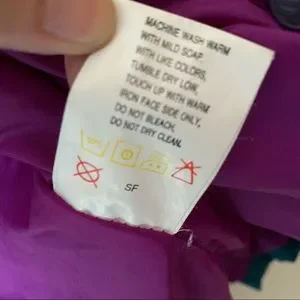 MACHINE WASH WARM
WITH MILD SOAP,
WITH LIKE COLORS,
TUMBLE DRY LOW,
TOUCH UP WITH WARM
IRON FACE SIDE ONLY,
DO NOT BLEACH.
DO NOT DRY CLEAN.
SF